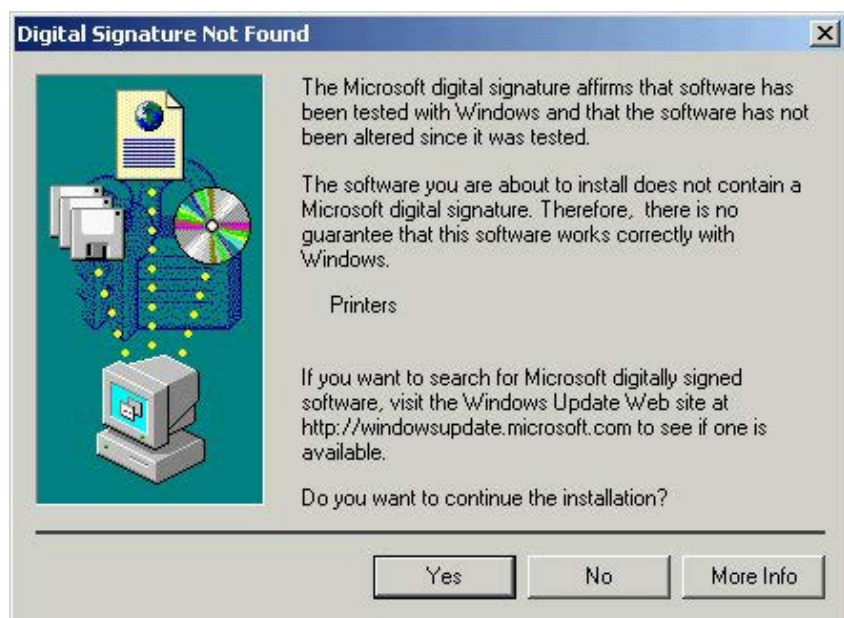 Digital Signature Not Found
The Microsoft digital signature affirms that software has
been tested with Windows and that the software has not
been altered since it was tested.
The software you are about to install does not contain a
Microsoft digital signature. Therefore,  there is no
guarantee that this software works correctly with
Windows.
Printers
If you want to search for Microsoft digitally signed
software, visit the Windows Update Web site at
http://windowsupdate.microsoft.com to see if one is
available.
Do you want to continue the installation?
Yes
No
More Info